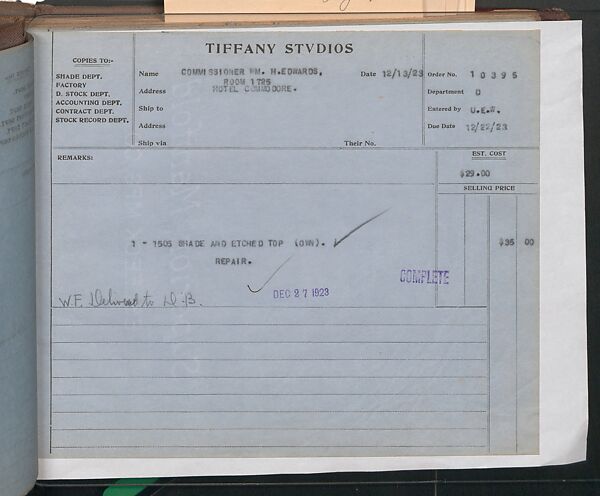 TIFFANY STVDIOS
COPIES TO:-
SHADE DEPT.
FACTORY
D. STOCK DEPT.
ACCOUNTING DEPT.
CONTRACT DEPT.
STOCK RECORD DEPT.
Name COMMISSIONER WM. H.EDWARDS, Date 12/13/23
ROOM 1725
Address HOTEL COMMODORE.
Ship to
Address
Ship via Their No.
Order No. 10395
Department D
Entered by U.E.W.
Due Date 12/22/23
REMARKS:
EST. COST
$29.00
SELLING PRICE
1 - 1505 SHADE AND ETCHED TOP (OWN). $35 00
REPAIR.
COMPLETE
DEC 27 1923
W.F. Delivered to